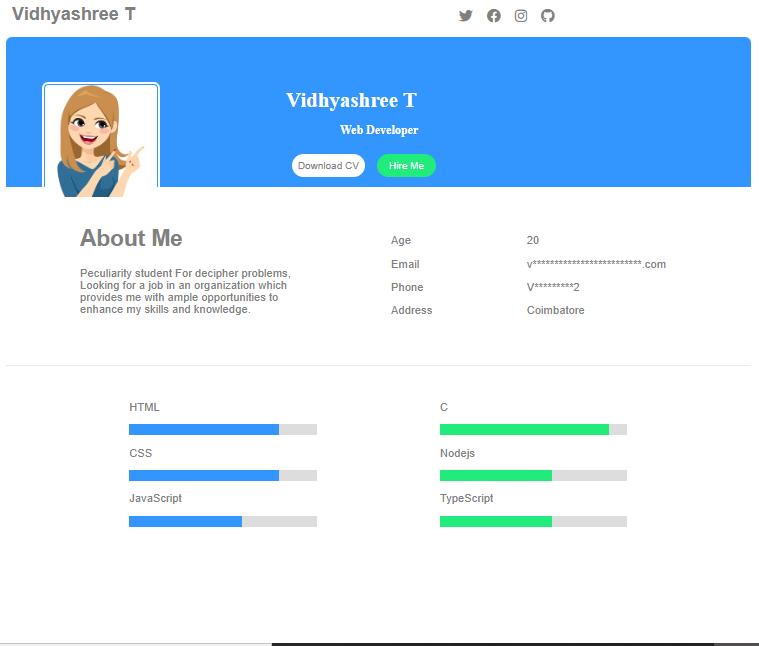 Vidhyashree T
Vidhyashree T
Web Developer
Download CV
Hire Me
About Me
Peculiarity student For decipher problems,
Looking for a job in an organization which
provides me with ample opportunities to
enhance my skills and knowledge.
Age 20
Email v*************************.com
Phone V*********2
Address Coimbatore
HTML
CSS
JavaScript
C
Nodejs
TypeScript